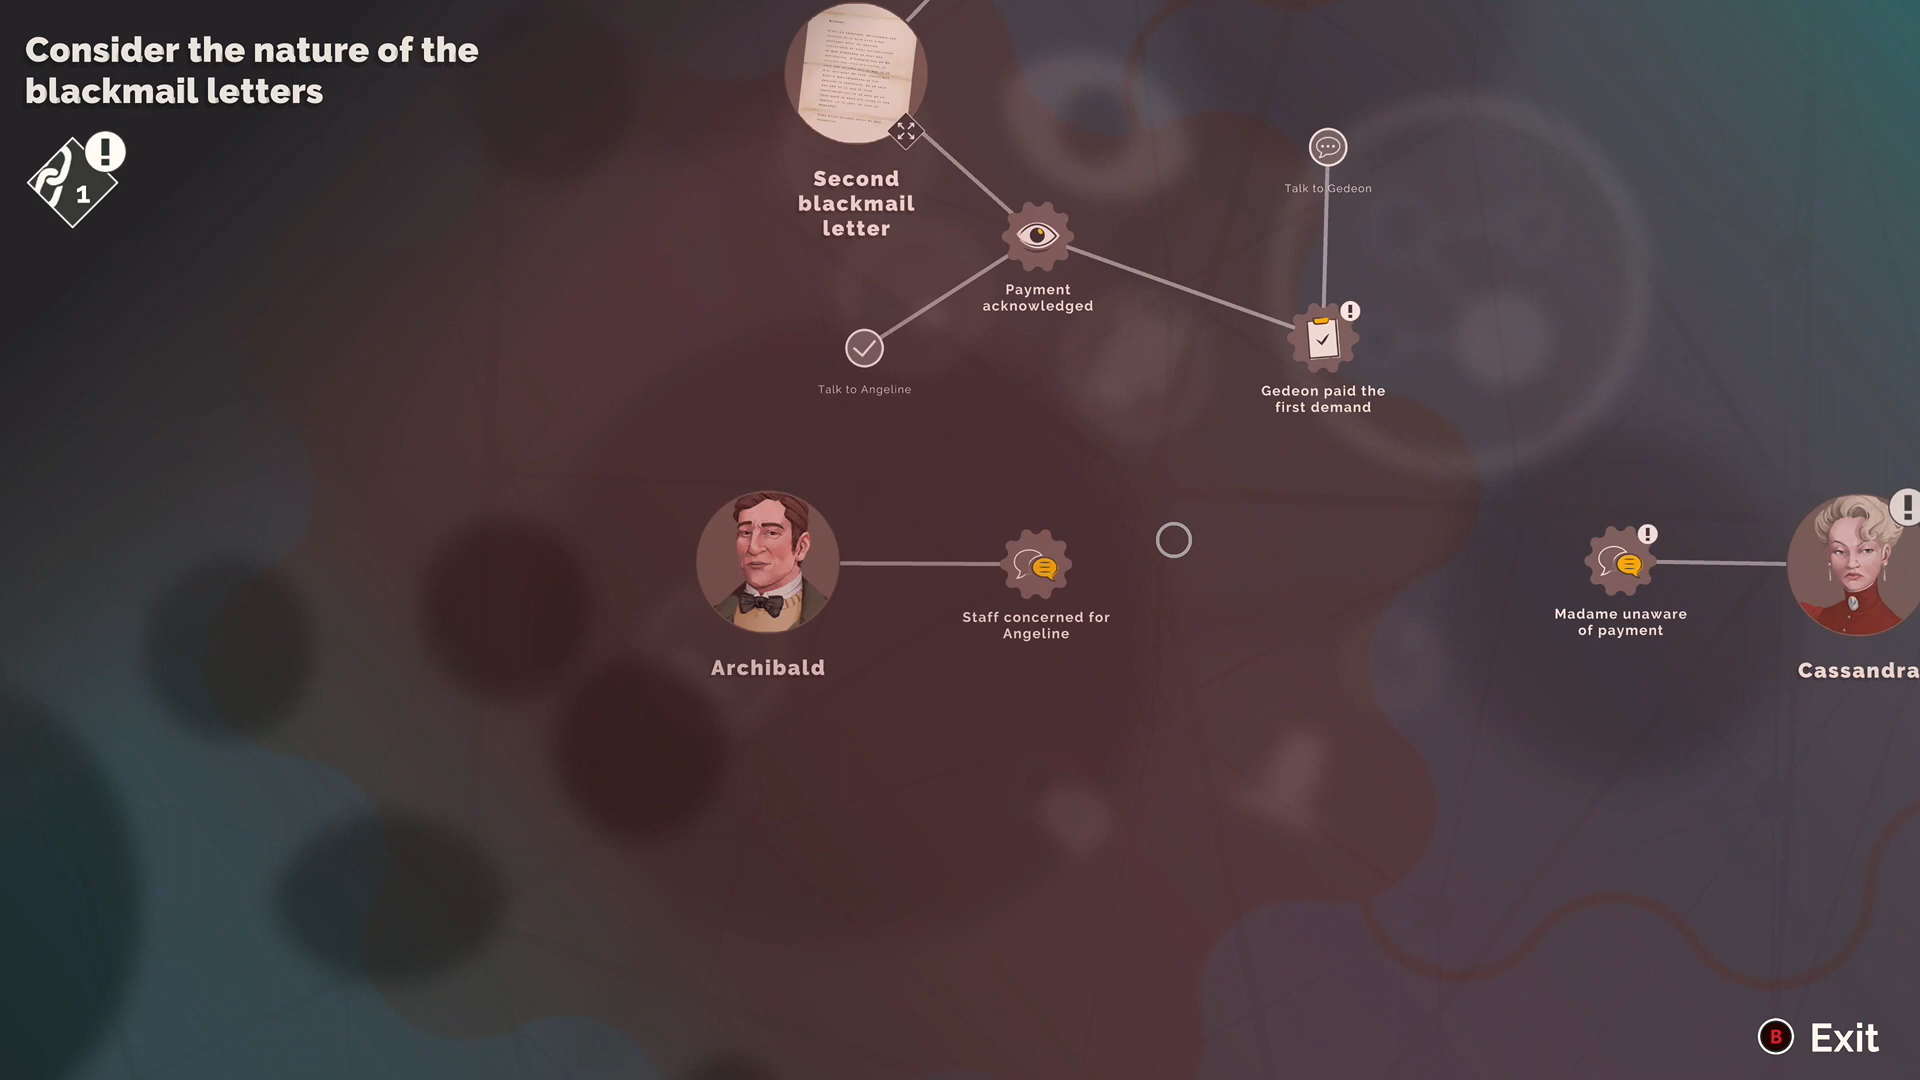 Consider the nature of the
blackmail letters
1
Second
blackmail
letter
Talk to Gedeon
Payment
acknowledged
Talk to Angeline
Gedeon paid the
first demand
Staff concerned for
Angeline
Archibald
Madame unaware
of payment
Cassandra
B Exit